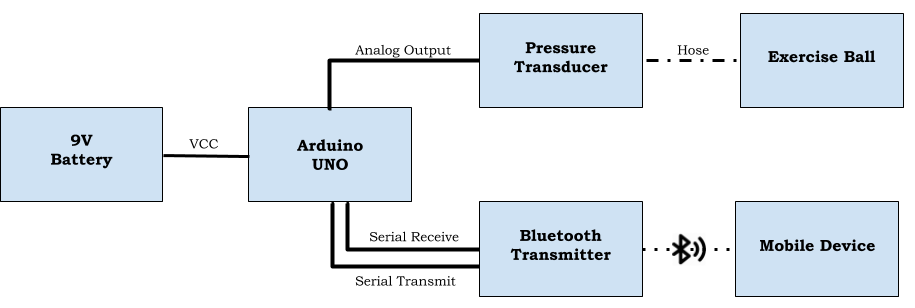 Analog Output
Pressure
Transducer
Hose
Exercise Ball
9V
Battery
VCC
Arduino
UNO
Serial Receive
Serial Transmit
Bluetooth
Transmitter
Mobile Device